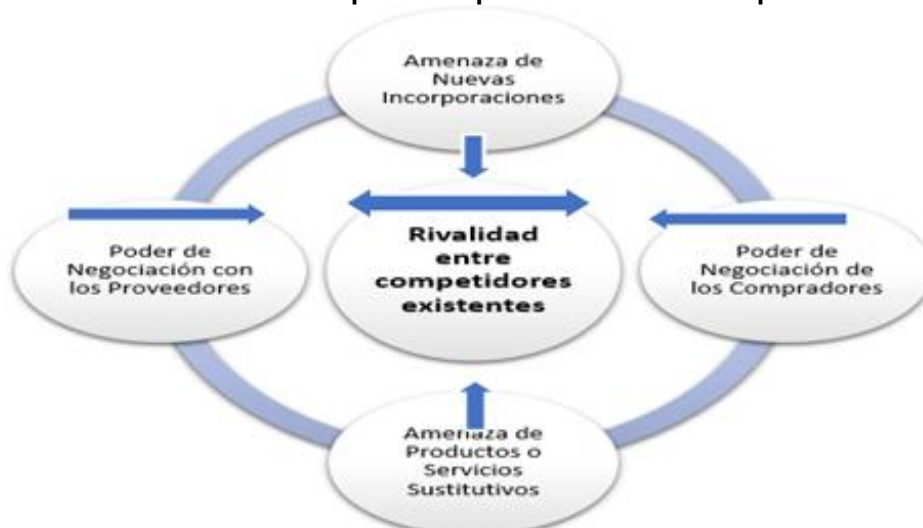 Amenaza de
Nuevas
Incorporaciones
Poder de
Negociación con
los Proveedores
Rivalidad
entre
competidores
existentes
Poder de
Negociación de
los Compradores
Amenaza de
Productos o
Servicios
Sustitutivos